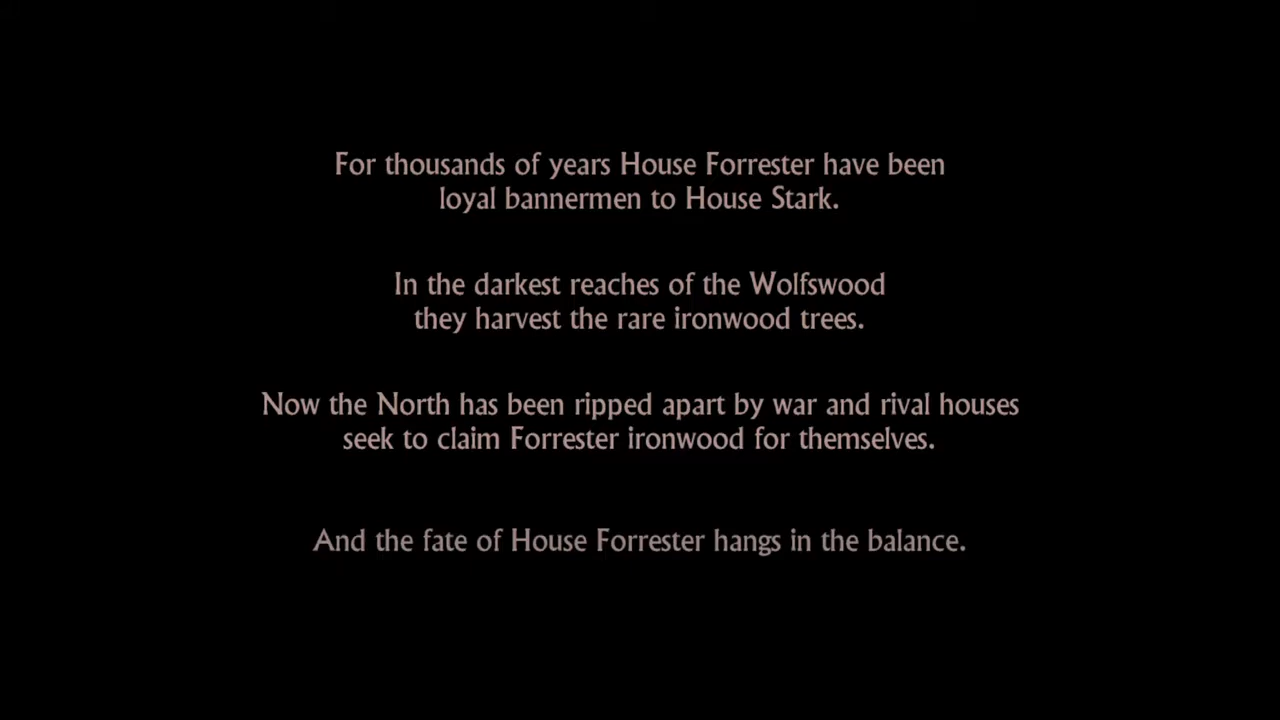 For thousands of years House Forrester have been
loyal bannermen to House Stark.
In the darkest reaches of the Wolfswood
they harvest the rare ironwood trees.
Now the North has been ripped apart by war and rival houses
seek to claim Forrester ironwood for themselves.
And the fate of House Forrester hangs in the balance.